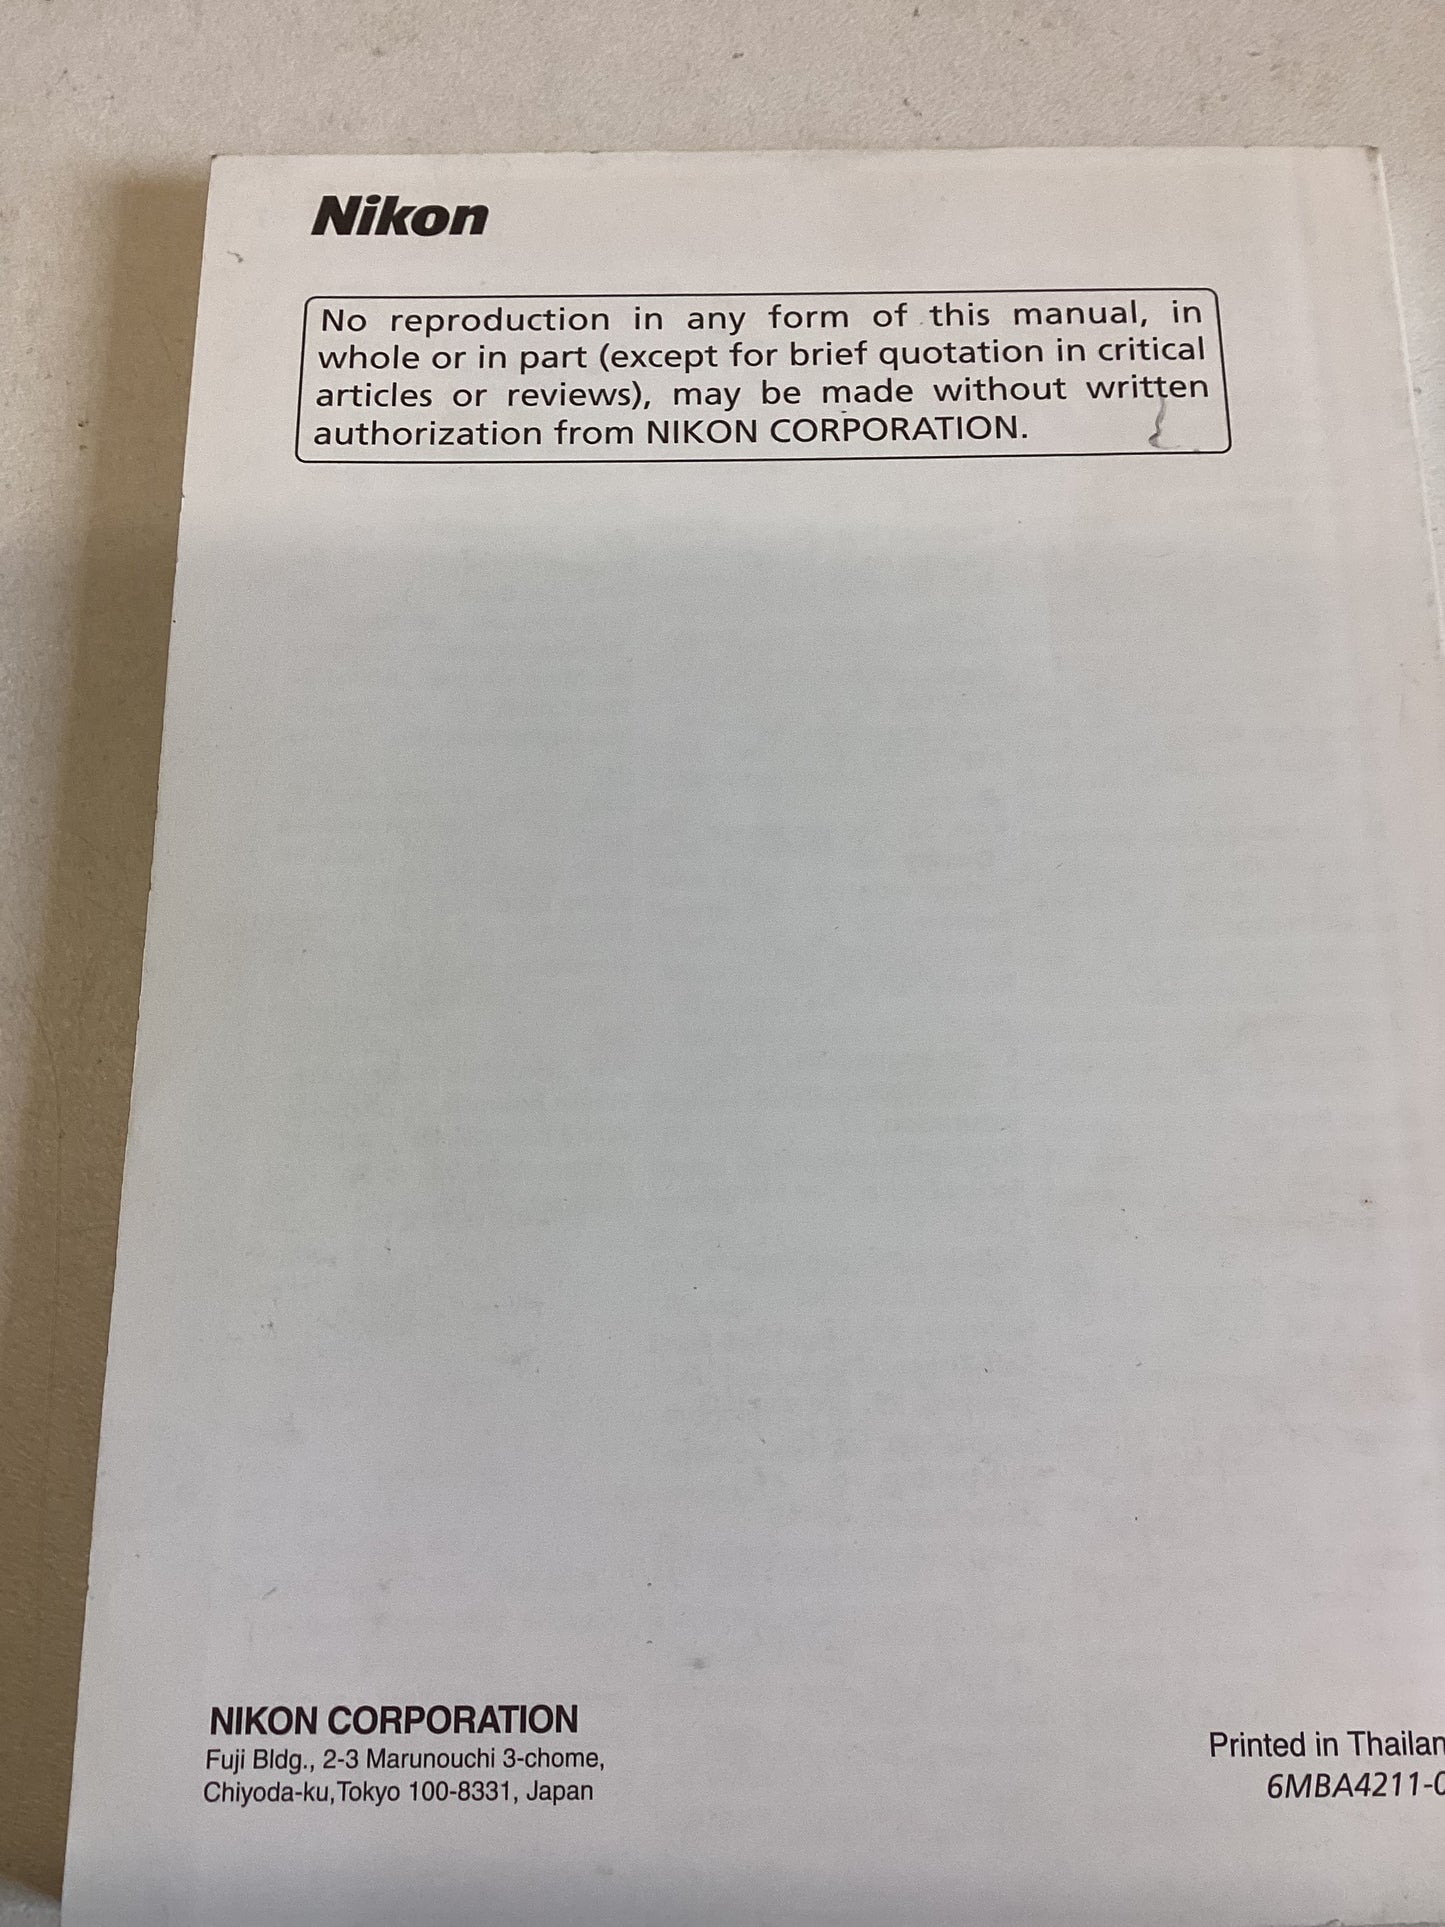 Nikon
No reproduction in any form of this manual, in
whole or in part (except for brief quotation in critical
articles or reviews), may be made without written
authorization from NIKON CORPORATION.
NIKON CORPORATION
Fuji Bldg., 2-3 Marunouchi 3-chome,
Chiyoda-ku,Tokyo 100-8331, Japan
Printed in Thailan
6MBA4211-0